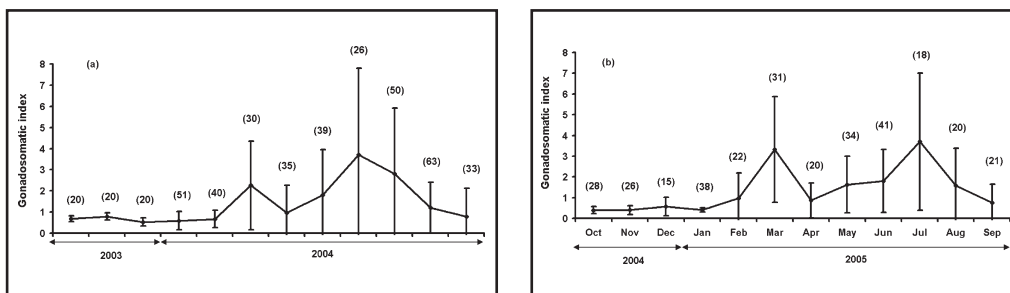 (a)
Gonadosomatic index
8
7
6
5
4
3
2
1
0
(20) (20) (20) (51) (40) (30) (35) (39) (26) (50) (63) (33)
2003 2004
(b)
Gonadosomatic index
8
7
6
5
4
3
2
1
0
(28) (26) (15) (38) (22) (31) (20) (34) (41) (18) (20) (21)
Oct Nov Dec Jan Feb Mar Apr May Jun Jul Aug Sep
2004 2005